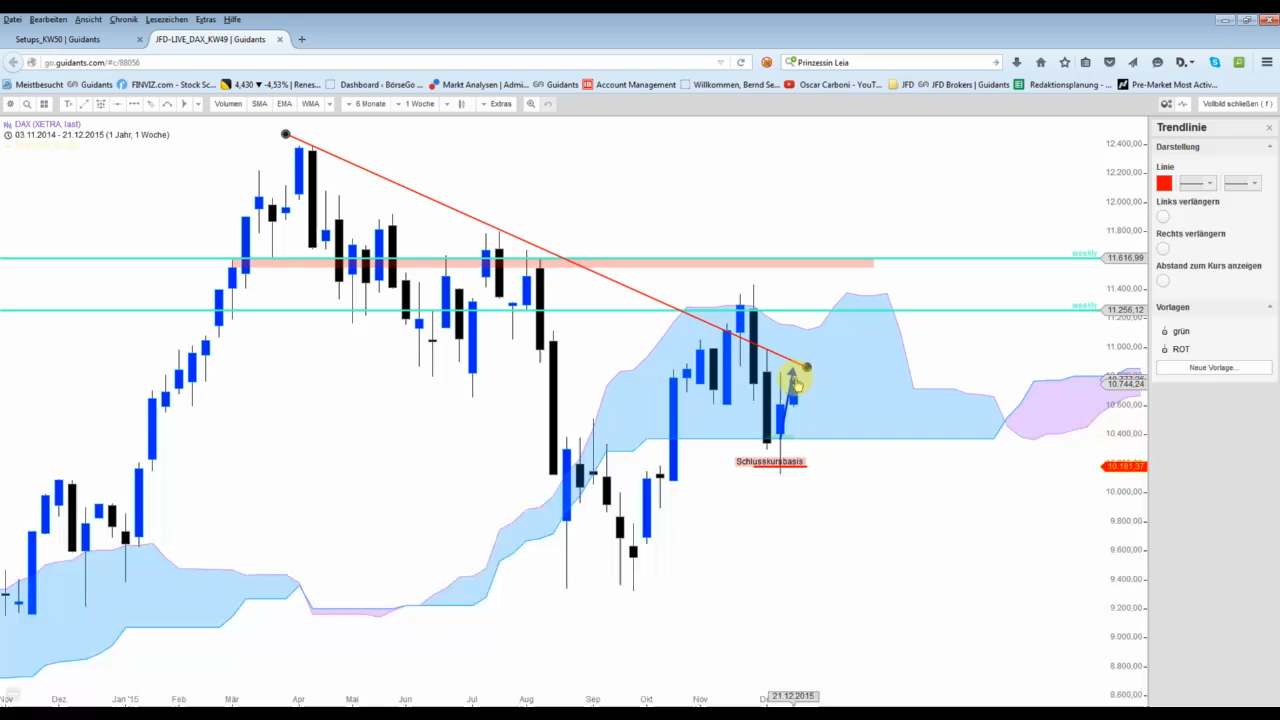 Datei Bearbeiten Ansicht Chronik Lesezeichen Extras Hilfe
Setups_KW50 | Guidants × JFD-LIVE_DAX_KW49 | Guidants × +
go.guidants.com/#c/88056 Prinzessin Leia
Meistbesucht Guidants FINVIZ.com - Stock Sc... 4,430 ▼ -4,53% | Renes... Dashboard - BörseGo ... Markt Analysen | Admi... Guidants Account Management Willkommen, Bernd Se... Oscar Carboni - YouT... JFD JFD Brokers | Guidants Redaktionsplanung - ... Pre-Market Most Activ...
Volumen SMA EMA WMA 6 Monate 1 Woche Extras Vollbild schließen ( f )
DAX (XETRA, last)
03.11.2014 - 21.12.2015 (1 Jahr, 1 Woche)
Trendlinie ×
Darstellung
Linie
Links verlängern
Rechts verlängern
Abstand zum Kurs anzeigen
Vorlagen
grün
ROT
Neue Vorlage...
12.400,00
12.200,00
12.000,00
11.800,00
weekly 11.616,99
11.400,00
weekly 11.256,12
11.200,00
11.000,00
10.744,24
10.600,00
10.400,00
Schlusskursbasis
10.181,37
10.000,00
9.800,00
9.600,00
9.400,00
9.200,00
9.000,00
8.800,00
8.600,00
Nov Dez. Jan '15 Feb Mär Apr Mai Jun Jul Aug Sep Okt Nov 21.12.2015